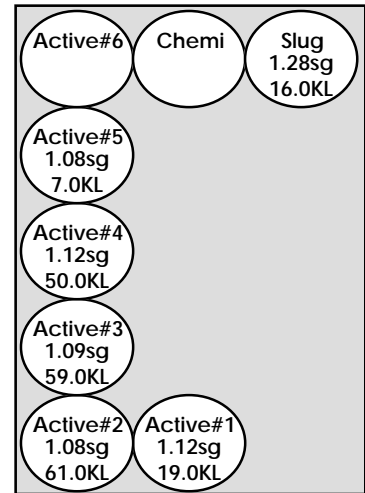 Active#6
Chemi
Slug
1.28sg
16.0KL
Active#5
1.08sg
7.0KL
Active#4
1.12sg
50.0KL
Active#3
1.09sg
59.0KL
Active#2
1.08sg
61.0KL
Active#1
1.12sg
19.0KL